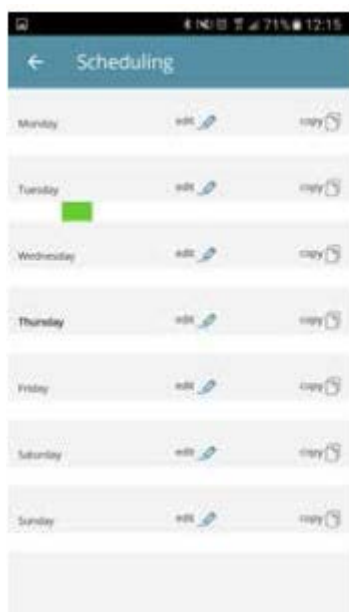 71% 12:15
← Scheduling
Monday edit copy
Tuesday edit copy
Wednesday edit copy
Thursday edit copy
Friday edit copy
Saturday edit copy
Sunday edit copy